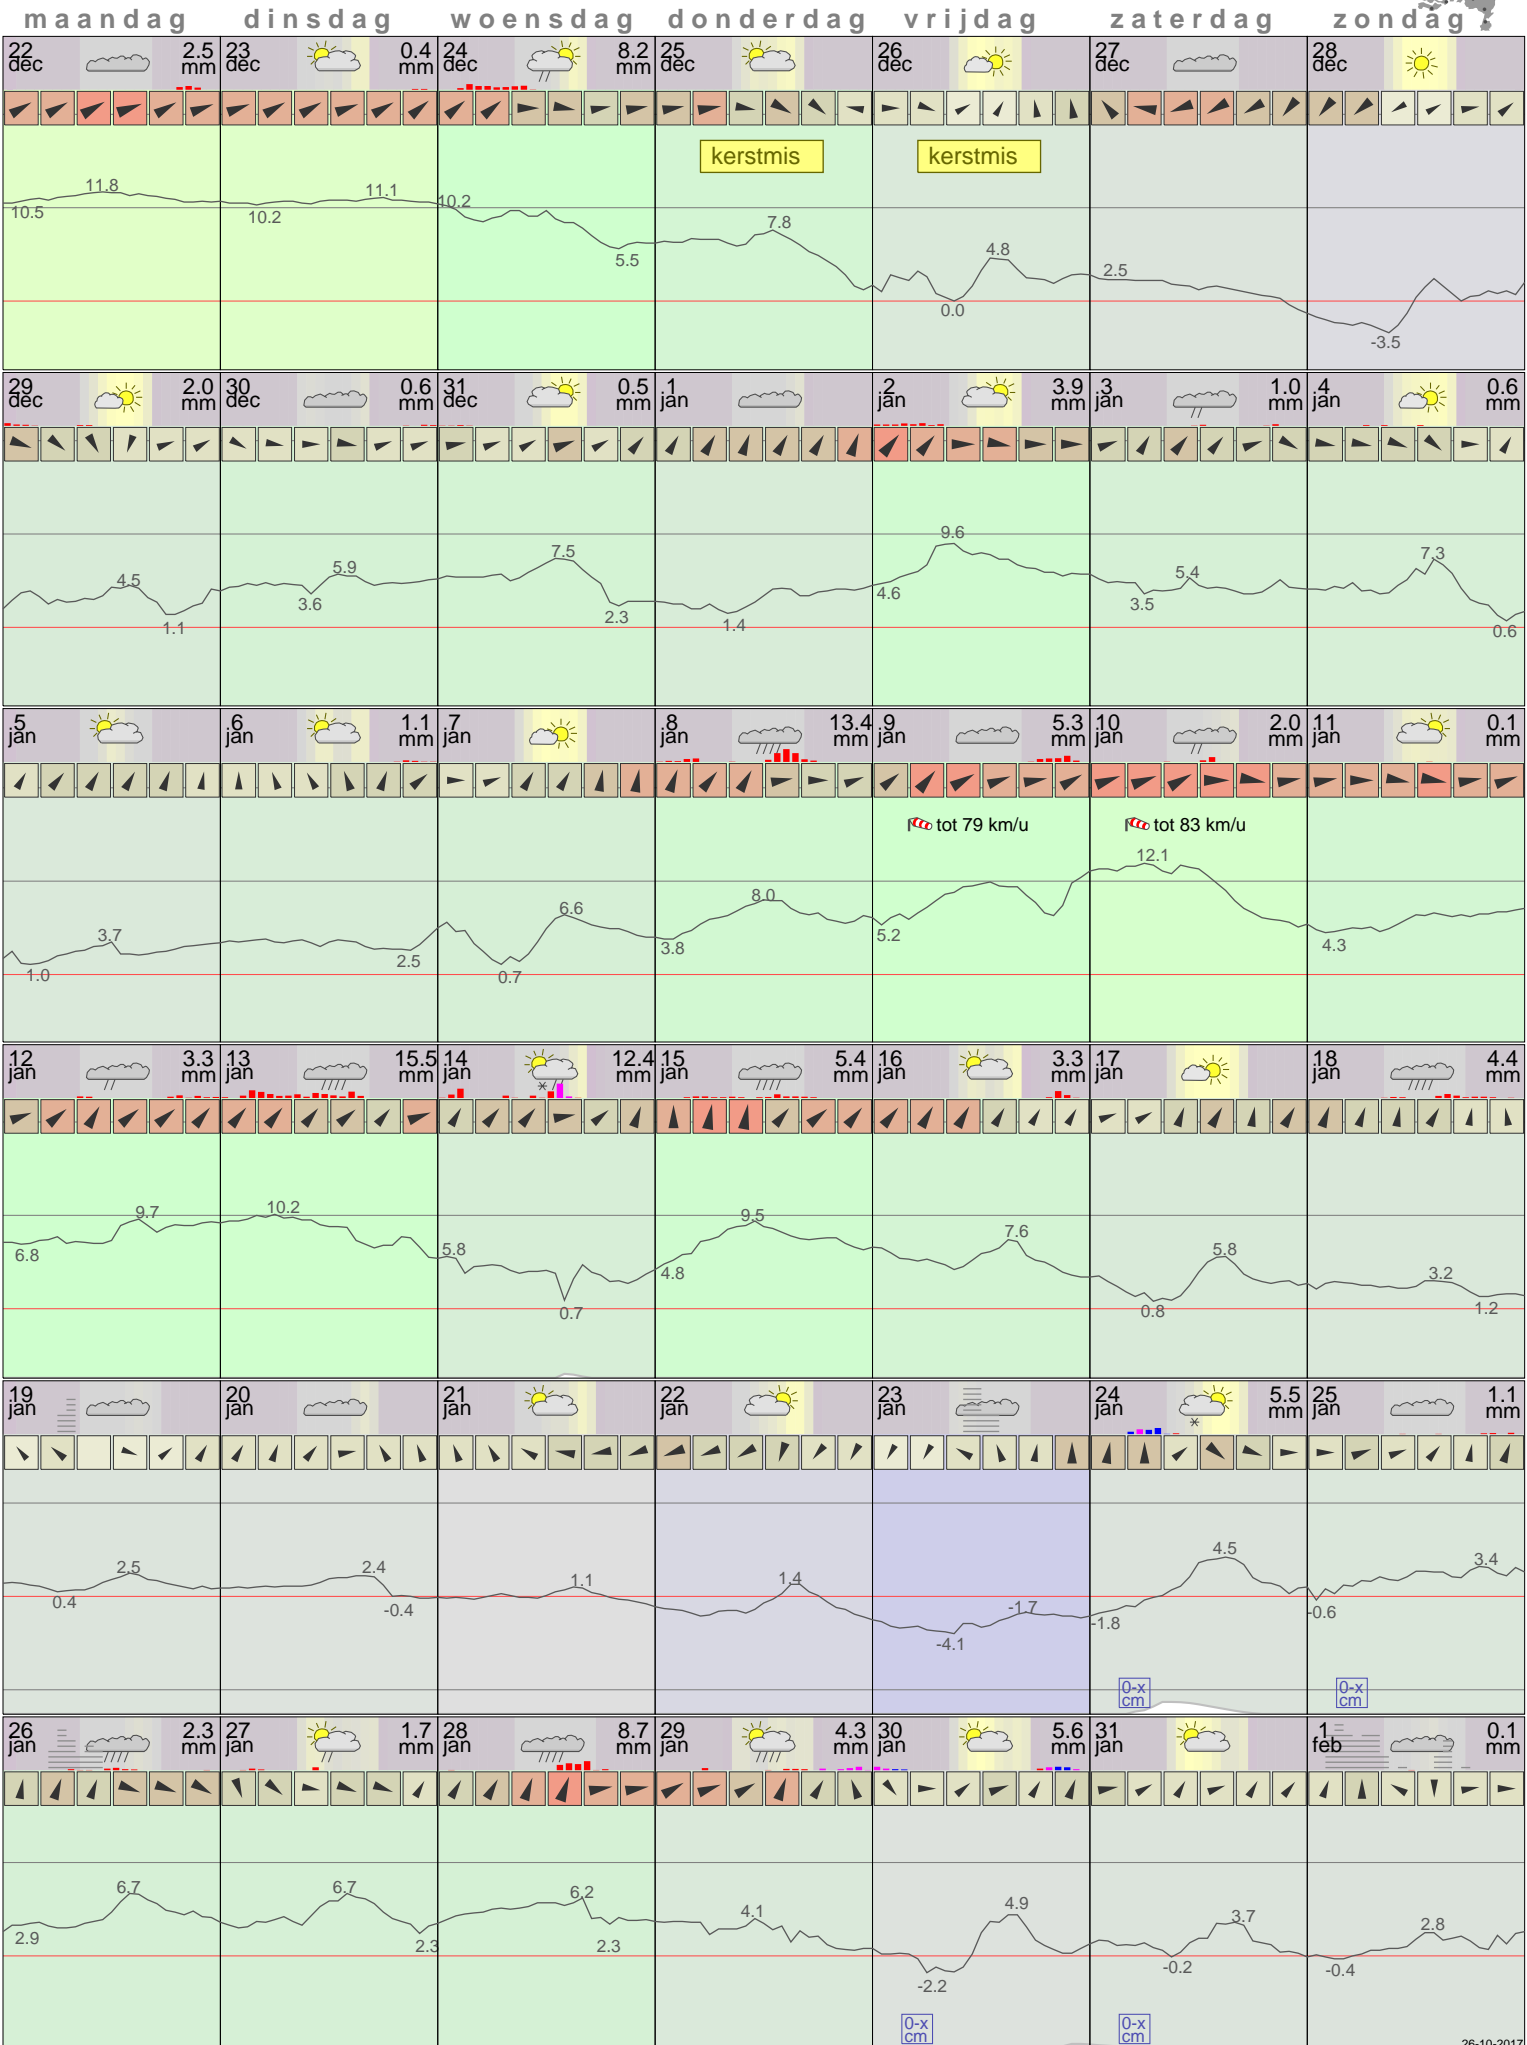 maandag dinsdag woensdag donderdag vrijdag zaterdag zondag
22 dec 2.5 mm
23 dec 0.4 mm
24 dec 8.2 mm
25 dec
26 dec
27 dec
28 dec
kerstmis kerstmis
11.8 10.5
11.1 10.2
10.2 5.5
7.8
4.8 0.0
2.5
-3.5
29 dec 2.0 mm
30 dec 0.6 mm
31 dec 0.5 mm
1 jan
2 jan 3.9 mm
3 jan 1.0 mm
4 jan 0.6 mm
4.5 1.1
5.9 3.6
7.5 2.3
1.4
9.6 4.6
5.4 3.5
7.3 0.6
5 jan
6 jan 1.1 mm
7 jan
8 jan 13.4 mm
9 jan 5.3 mm
10 jan 2.0 mm
11 jan 0.1 mm
tot 79 km/u
tot 83 km/u
3.7 1.0
2.5
6.6 0.7
8.0 3.8
5.2
12.1
4.3
12 jan 3.3 mm
13 jan 15.5 mm
14 jan 12.4 mm
15 jan 5.4 mm
16 jan 3.3 mm
17 jan
18 jan 4.4 mm
9.7 6.8
10.2
5.8 0.7
9.5 4.8
7.6
5.8 0.8
3.2 1.2
19 jan
20 jan
21 jan
22 jan
23 jan
24 jan 5.5 mm
25 jan 1.1 mm
2.5 0.4
2.4 -0.4
1.1
1.4
-1.7 -4.1
4.5 -1.8
3.4 -0.6
0-x cm
0-x cm
26 jan 2.3 mm
27 jan 1.7 mm
28 jan 8.7 mm
29 jan 4.3 mm
30 jan 5.6 mm
31 jan
1 feb 0.1 mm
6.7 2.9
6.7 2.3
6.2 2.3
4.1
4.9 -2.2
3.7 -0.2
2.8 -0.4
0-x cm
0-x cm
26-10-2017